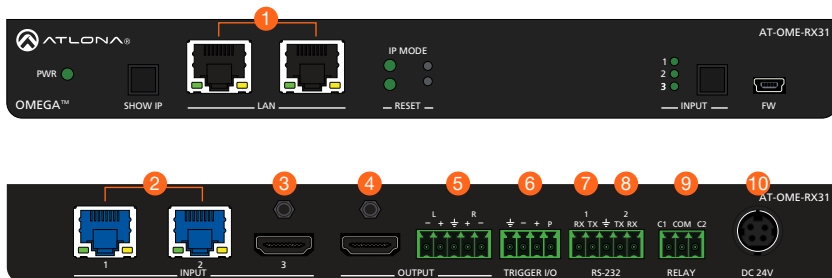 1
ATLONA®
AT-OME-RX31
PWR
IP MODE
1
2
3
OMEGA™
SHOW IP
LAN
RESET
INPUT
FW
2
3
4
5
6
7
8
9
10
AT-OME-RX31
L R
− + ⏚ + −
⏚ − + P
1 2
RX TX ⏚ TX RX
C1 COM C2
1
2
3
INPUT
OUTPUT
TRIGGER I/O
RS-232
RELAY
DC 24V